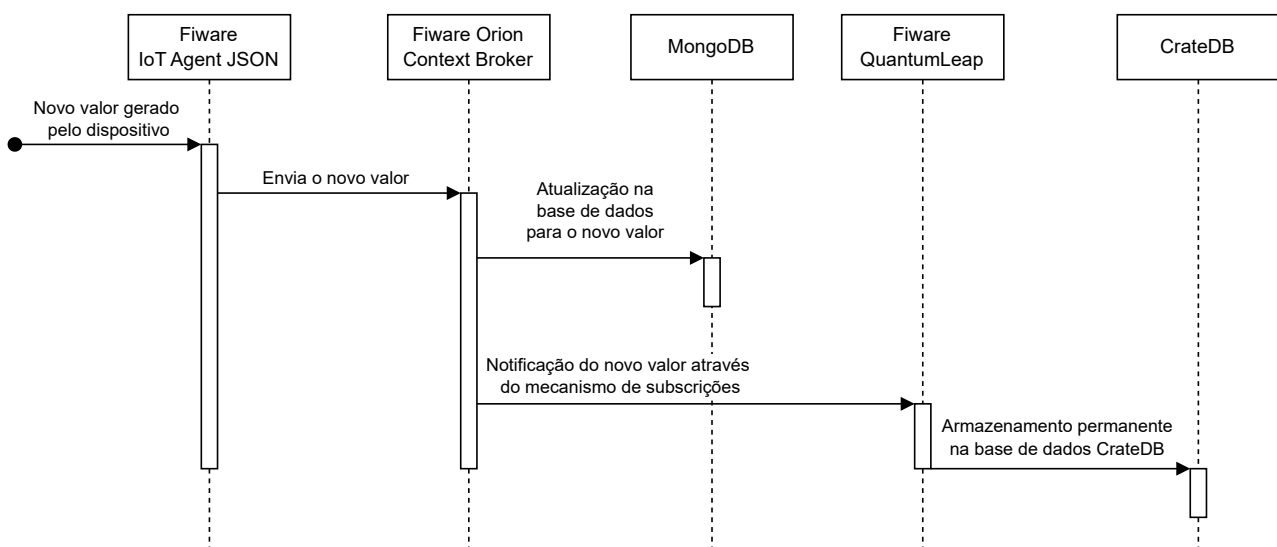 Fiware
IoT Agent JSON
Fiware Orion
Context Broker
MongoDB
Fiware
QuantumLeap
CrateDB
Novo valor gerado
pelo dispositivo
Envia o novo valor
Atualização na
base de dados
para o novo valor
Notificação do novo valor através
do mecanismo de subscrições
Armazenamento permanente
na base de dados CrateDB